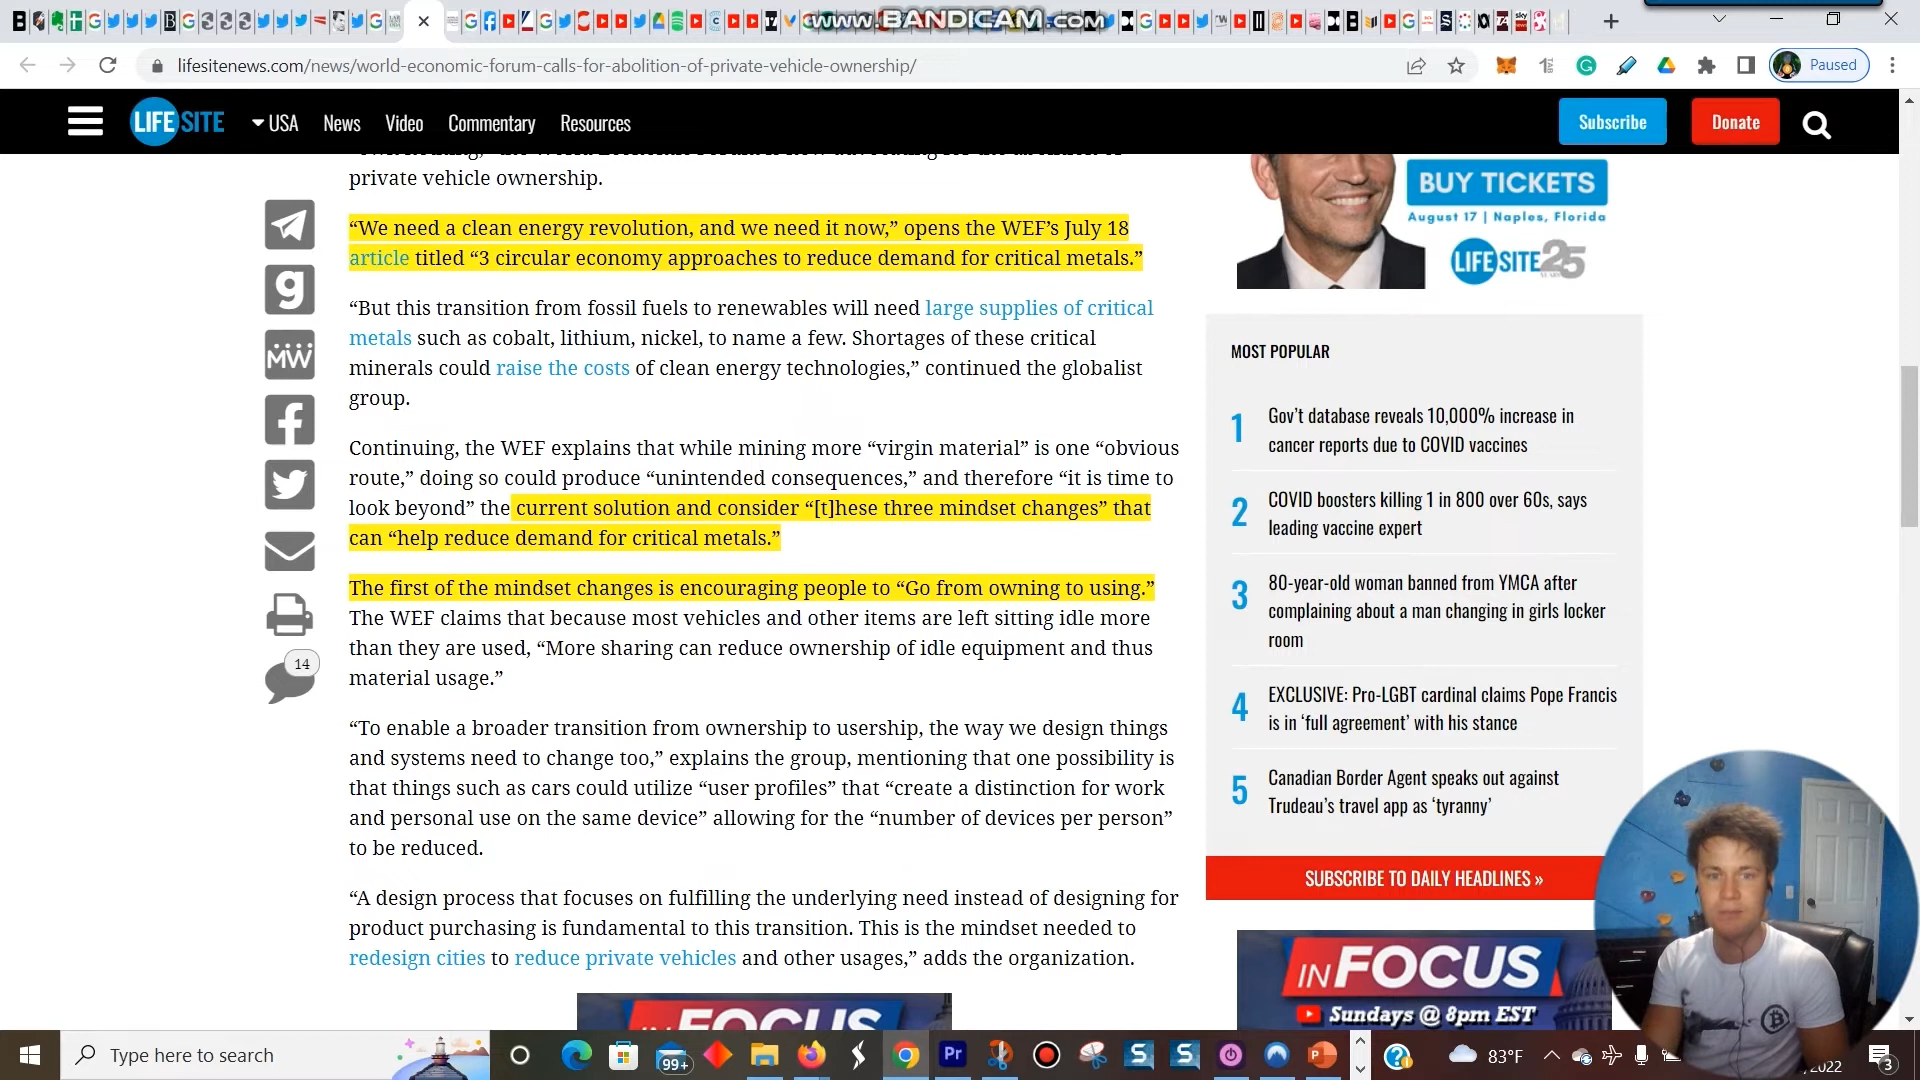 www.BANDICAM.com
lifesitenews.com/news/world-economic-forum-calls-for-abolition-of-private-vehicle-ownership/
Paused
LIFE SITE
USA
News
Video
Commentary
Resources
Subscribe
Donate
private vehicle ownership.
“We need a clean energy revolution, and we need it now,” opens the WEF’s July 18
article titled “3 circular economy approaches to reduce demand for critical metals.”
“But this transition from fossil fuels to renewables will need large supplies of critical
metals such as cobalt, lithium, nickel, to name a few. Shortages of these critical
minerals could raise the costs of clean energy technologies,” continued the globalist
group.
Continuing, the WEF explains that while mining more “virgin material” is one “obvious
route,” doing so could produce “unintended consequences,” and therefore “it is time to
look beyond” the current solution and consider “[t]hese three mindset changes” that
can “help reduce demand for critical metals.”
The first of the mindset changes is encouraging people to “Go from owning to using.”
The WEF claims that because most vehicles and other items are left sitting idle more
than they are used, “More sharing can reduce ownership of idle equipment and thus
material usage.”
“To enable a broader transition from ownership to usership, the way we design things
and systems need to change too,” explains the group, mentioning that one possibility is
that things such as cars could utilize “user profiles” that “create a distinction for work
and personal use on the same device” allowing for the “number of devices per person”
to be reduced.
“A design process that focuses on fulfilling the underlying need instead of designing for
product purchasing is fundamental to this transition. This is the mindset needed to
redesign cities to reduce private vehicles and other usages,” adds the organization.
g
MW
14
BUY TICKETS
August 17 | Naples, Florida
LIFE SITE 25
MOST POPULAR
1 Gov’t database reveals 10,000% increase in
cancer reports due to COVID vaccines
2 COVID boosters killing 1 in 800 over 60s, says
leading vaccine expert
3 80-year-old woman banned from YMCA after
complaining about a man changing in girls locker
room
4 EXCLUSIVE: Pro-LGBT cardinal claims Pope Francis
is in ‘full agreement’ with his stance
5 Canadian Border Agent speaks out against
Trudeau’s travel app as ‘tyranny’
SUBSCRIBE TO DAILY HEADLINES »
IN FOCUS
Sundays @ 8pm EST
Type here to search
99+
Pr
S
S
83°F
3